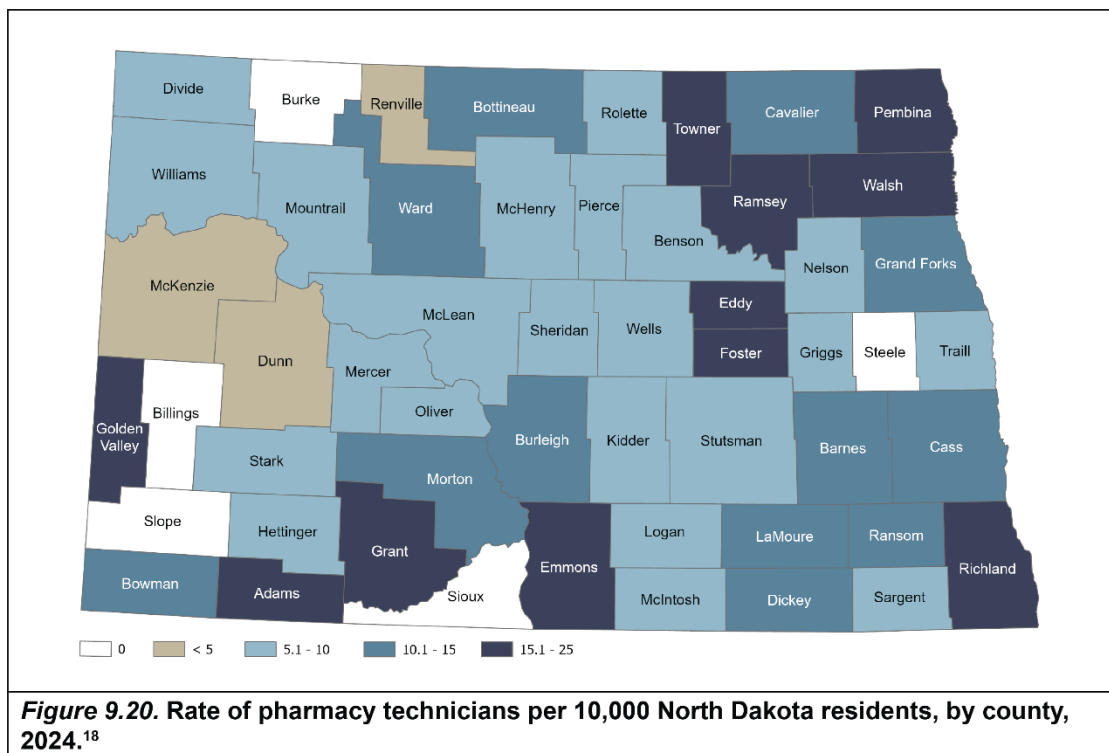 Divide
Burke
Renville
Bottineau
Rolette
Towner
Cavalier
Pembina
Williams
Mountrail
Ward
McHenry
Pierce
Benson
Ramsey
Walsh
Nelson
Grand Forks
McKenzie
Dunn
McLean
Sheridan
Wells
Eddy
Foster
Griggs
Steele
Traill
Mercer
Oliver
Golden
Valley
Billings
Stark
Morton
Burleigh
Kidder
Stutsman
Barnes
Cass
Slope
Hettinger
Grant
Emmons
Logan
LaMoure
Ransom
Richland
Bowman
Adams
Sioux
McIntosh
Dickey
Sargent
0 < 5 5.1 - 10 10.1 - 15 15.1 - 25
Figure 9.20. Rate of pharmacy technicians per 10,000 North Dakota residents, by county,
2024.18